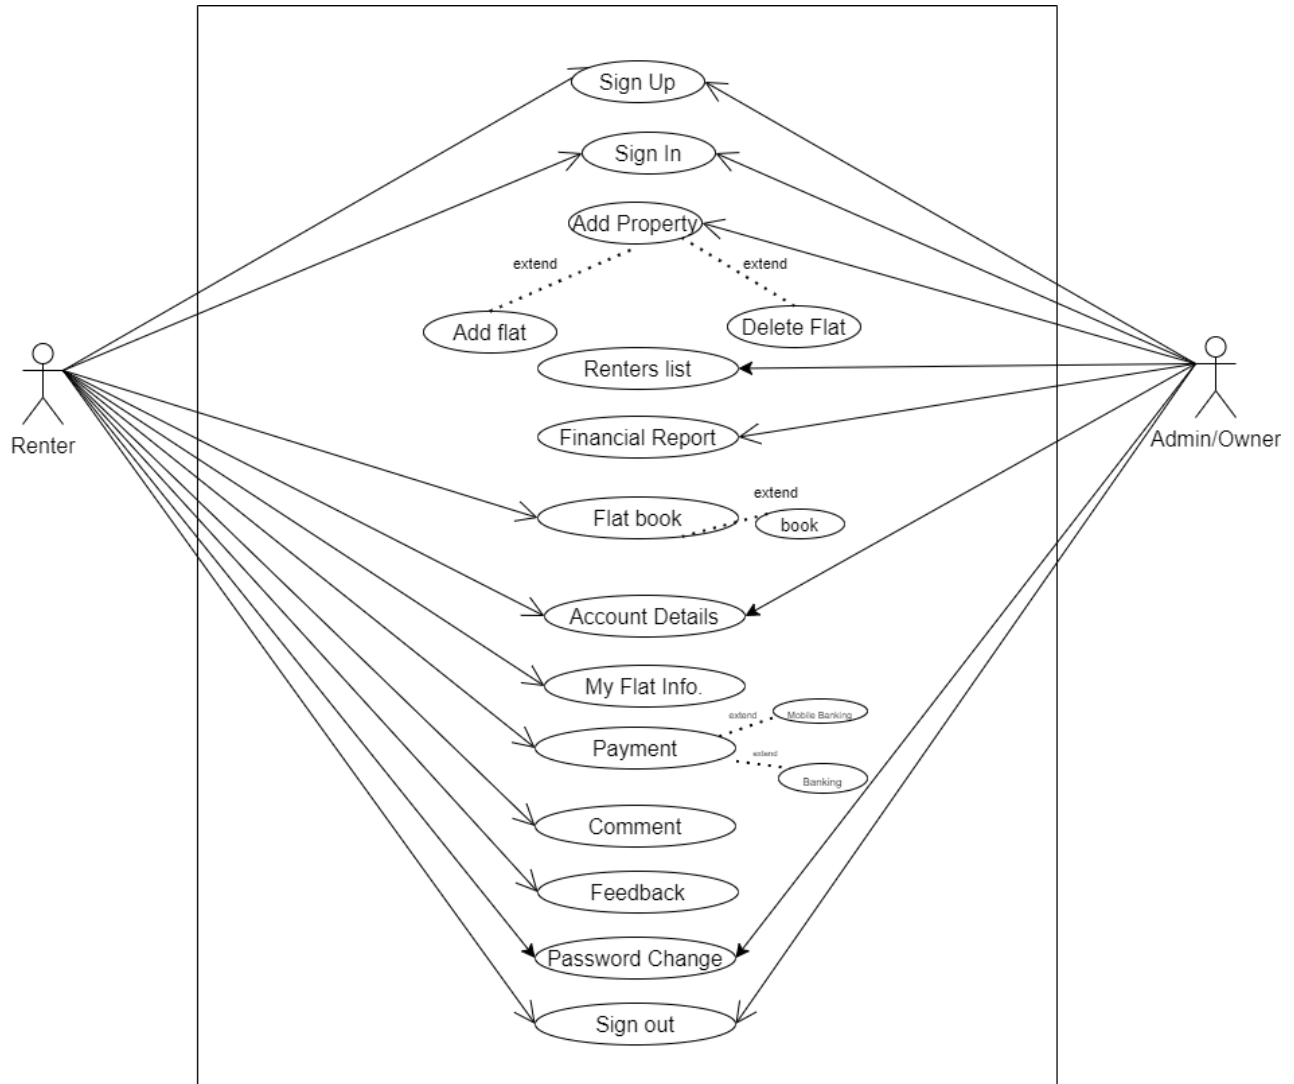 Sign Up
Sign In
Add Property
extend
extend
Add flat
Delete Flat
Renters list
Renter
Admin/Owner
Financial Report
extend
Flat book
book
Account Details
My Flat Info.
extend
Mobile Banking
Payment
extend
Banking
Comment
Feedback
Password Change
Sign out